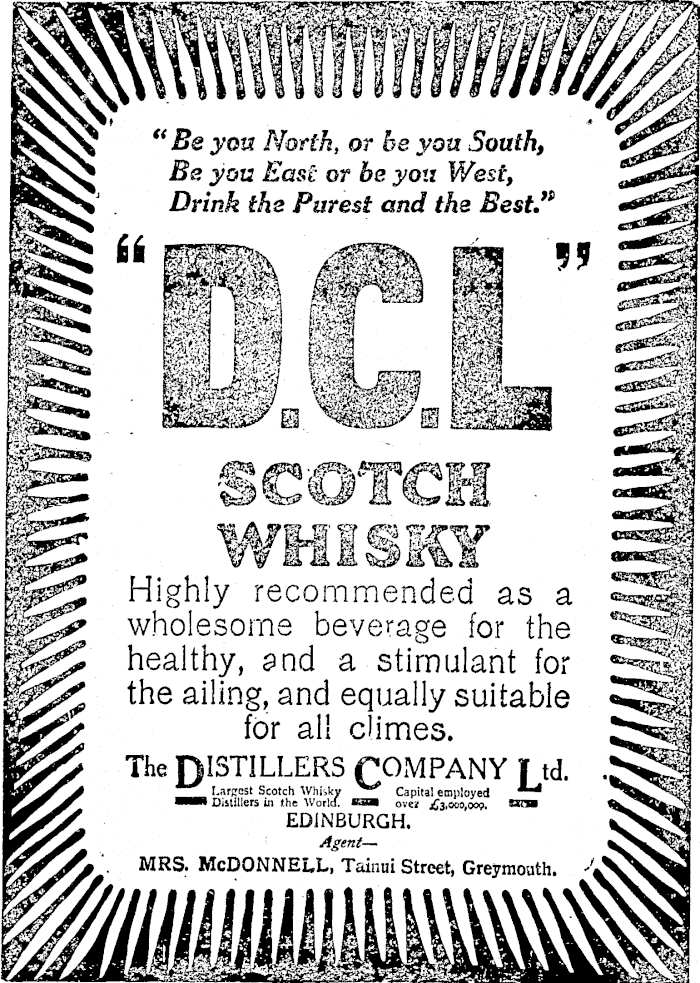 “Be you North, or be you South,
Be you East or be you West,
Drink the Purest and the Best.”
“D.C.L”
SCOTCH
WHISKY
Highly recommended as a
wholesome beverage for the
healthy, and a stimulant for
the ailing, and equally suitable
for all climes.
The DISTILLERS COMPANY Ltd.
Largest Scotch Whisky
Distillers in the World.
Capital employed
over £3,000,000.
EDINBURGH.
Agent—
MRS. McDONNELL, Tainui Street, Greymouth.